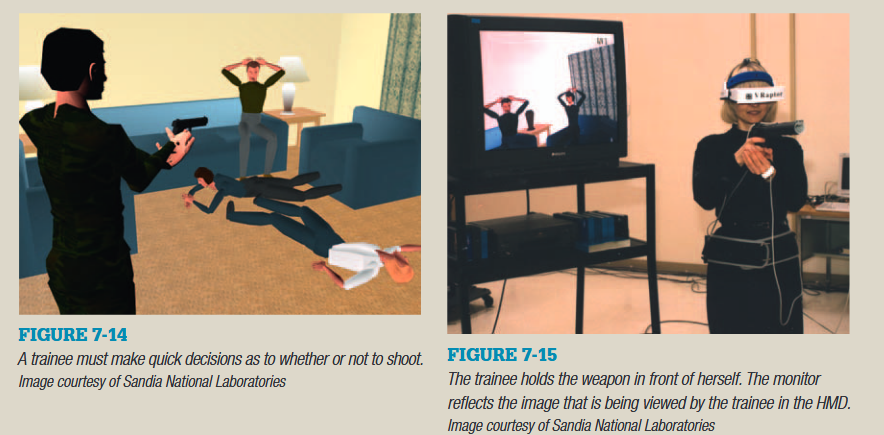 V Raptor
FIGURE 7-14
A trainee must make quick decisions as to whether or not to shoot.
Image courtesy of Sandia National Laboratories
FIGURE 7-15
The trainee holds the weapon in front of herself. The monitor
reflects the image that is being viewed by the trainee in the HMD.
Image courtesy of Sandia National Laboratories